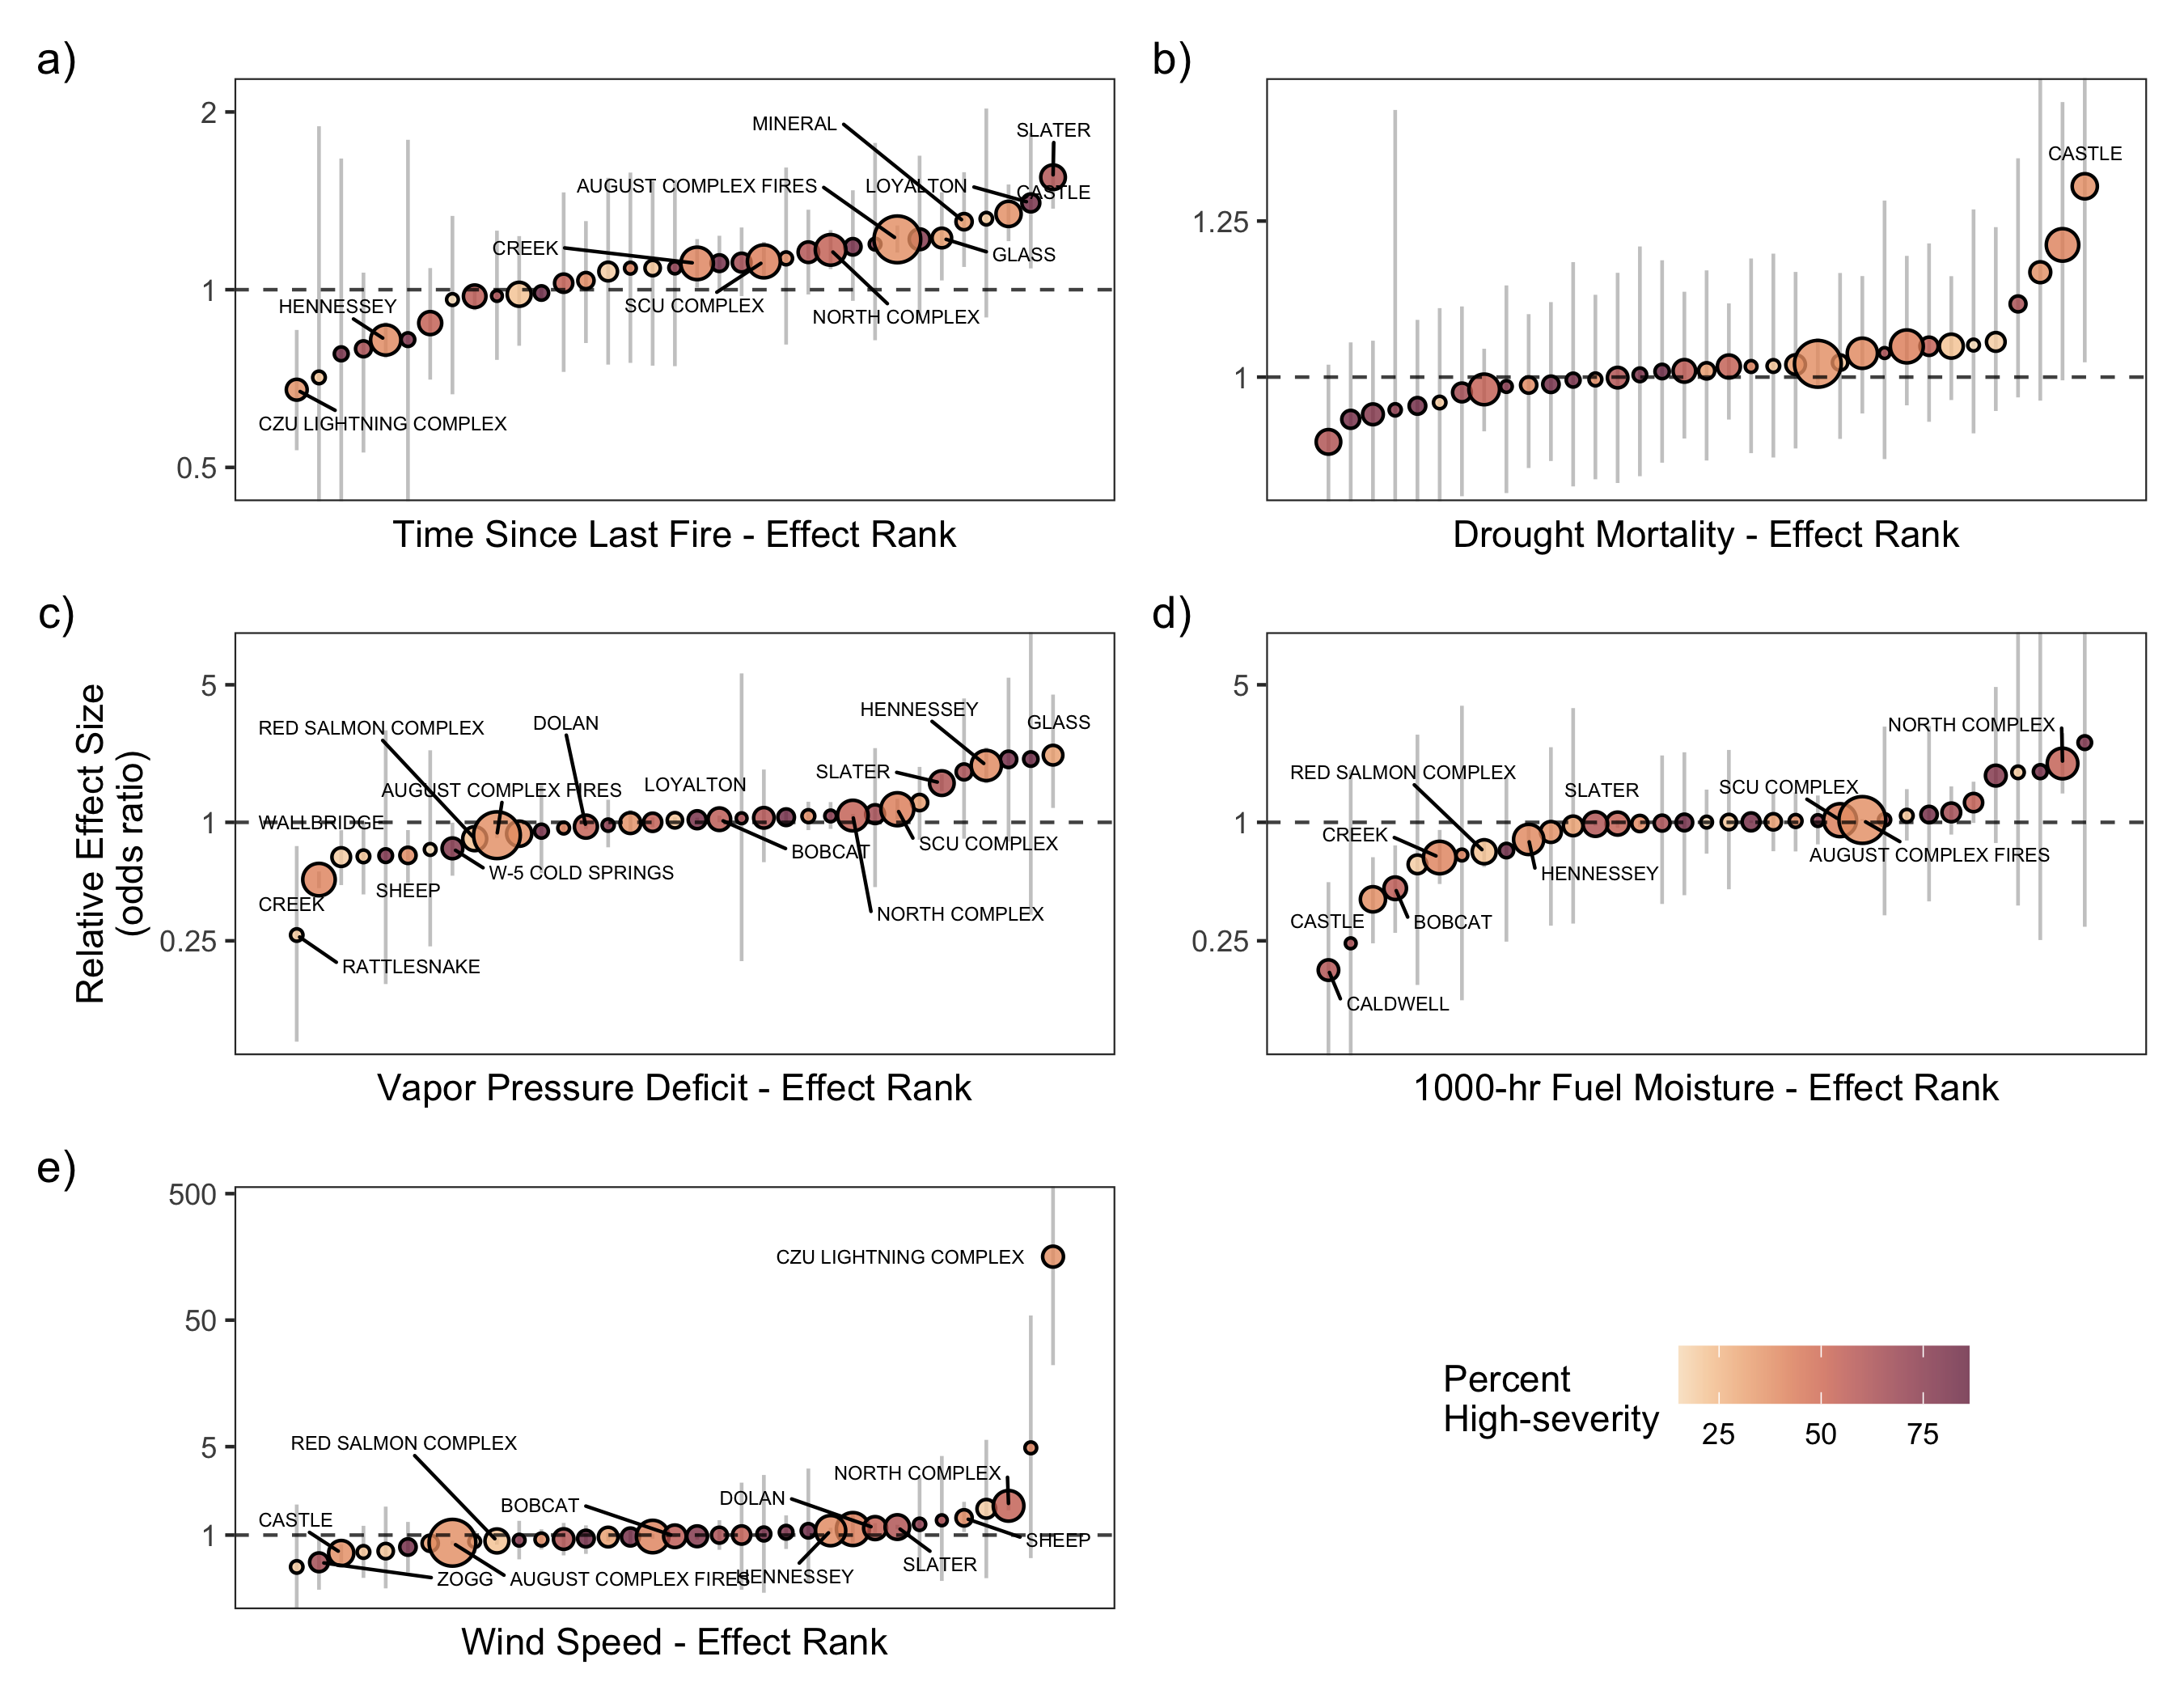 a)
2
1
0.5
MINERAL
SLATER
AUGUST COMPLEX FIRES
LOYALTON
CASTLE
CREEK
GLASS
HENNESSEY
SCU COMPLEX
NORTH COMPLEX
CZU LIGHTNING COMPLEX
Time Since Last Fire - Effect Rank
b)
1.25
1
CASTLE
Drought Mortality - Effect Rank
Relative Effect Size
(odds ratio)
c)
5
1
0.25
HENNESSEY
GLASS
RED SALMON COMPLEX
DOLAN
SLATER
LOYALTON
AUGUST COMPLEX FIRES
WALLBRIDGE
SCU COMPLEX
BOBCAT
W-5 COLD SPRINGS
SHEEP
CREEK
NORTH COMPLEX
RATTLESNAKE
Vapor Pressure Deficit - Effect Rank
d)
5
1
0.25
NORTH COMPLEX
RED SALMON COMPLEX
SLATER
SCU COMPLEX
CREEK
AUGUST COMPLEX FIRES
HENNESSEY
CASTLE
BOBCAT
CALDWELL
1000-hr Fuel Moisture - Effect Rank
e)
500
50
5
1
CZU LIGHTNING COMPLEX
RED SALMON COMPLEX
NORTH COMPLEX
DOLAN
BOBCAT
CASTLE
SHEEP
SLATER
ZOGG
AUGUST COMPLEX FIRES
HENNESSEY
Wind Speed - Effect Rank
Percent
High-severity
25 50 75